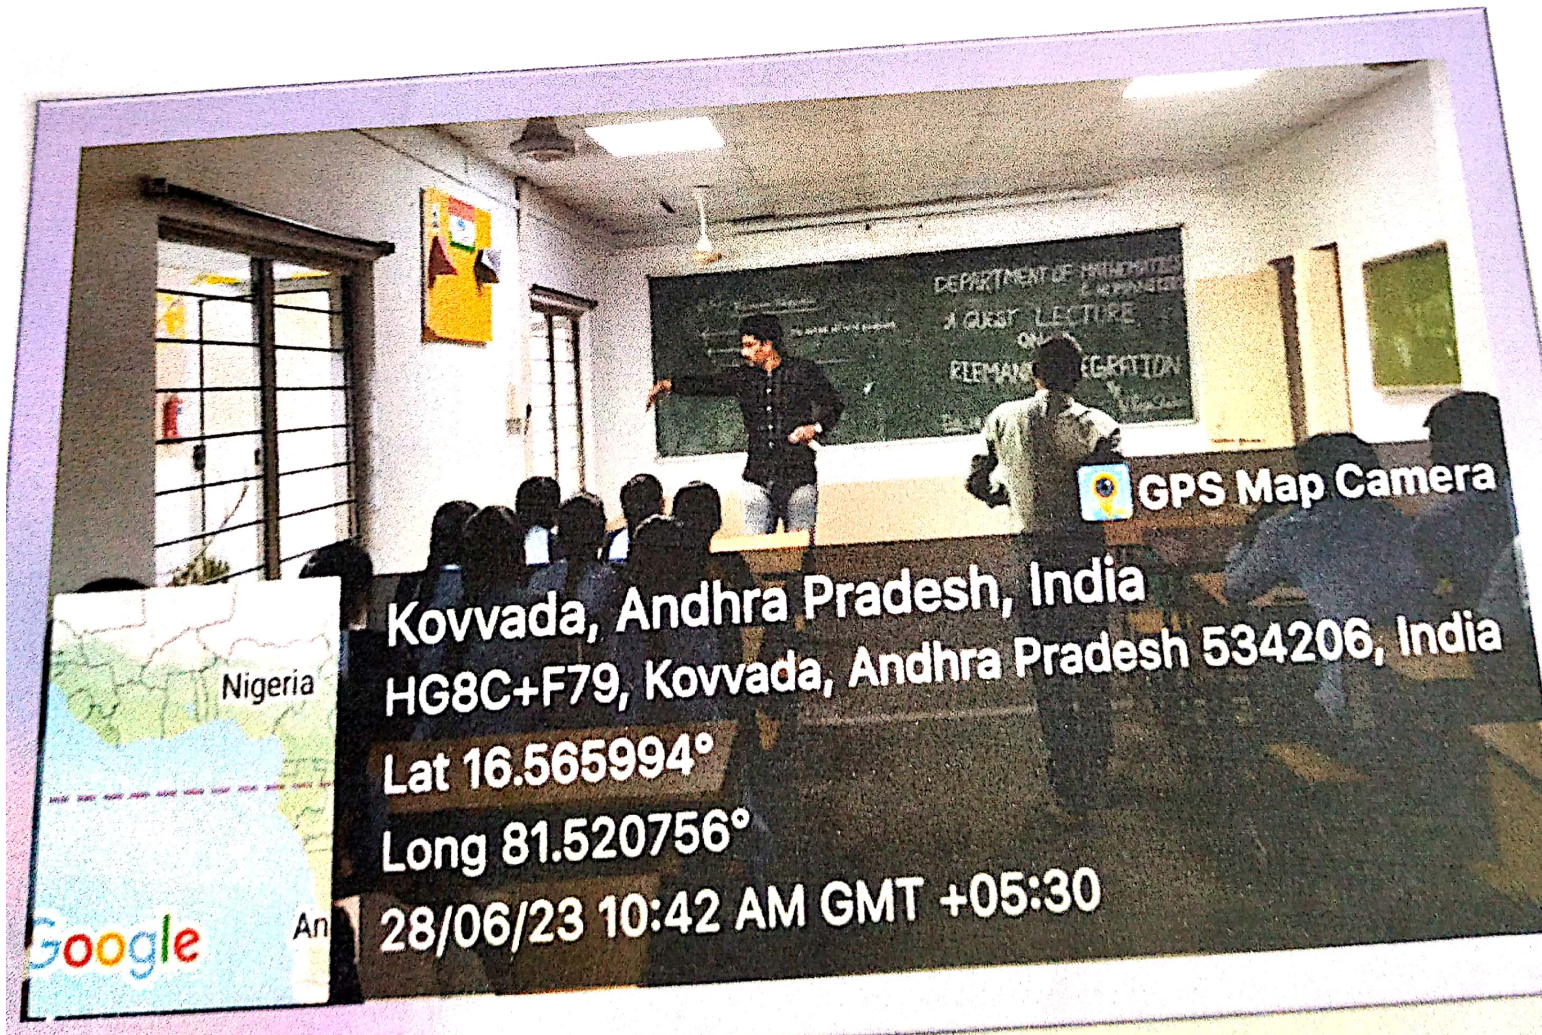 DEPARTMENT OF MATHEMATICS
A GUEST LECTURE
ON
GPS Map Camera
Kovvada, Andhra Pradesh, India
HG8C+F79, Kovvada, Andhra Pradesh 534206, India
Lat 16.565994°
Long 81.520756°
28/06/23 10:42 AM GMT +05:30
Nigeria
An
Google